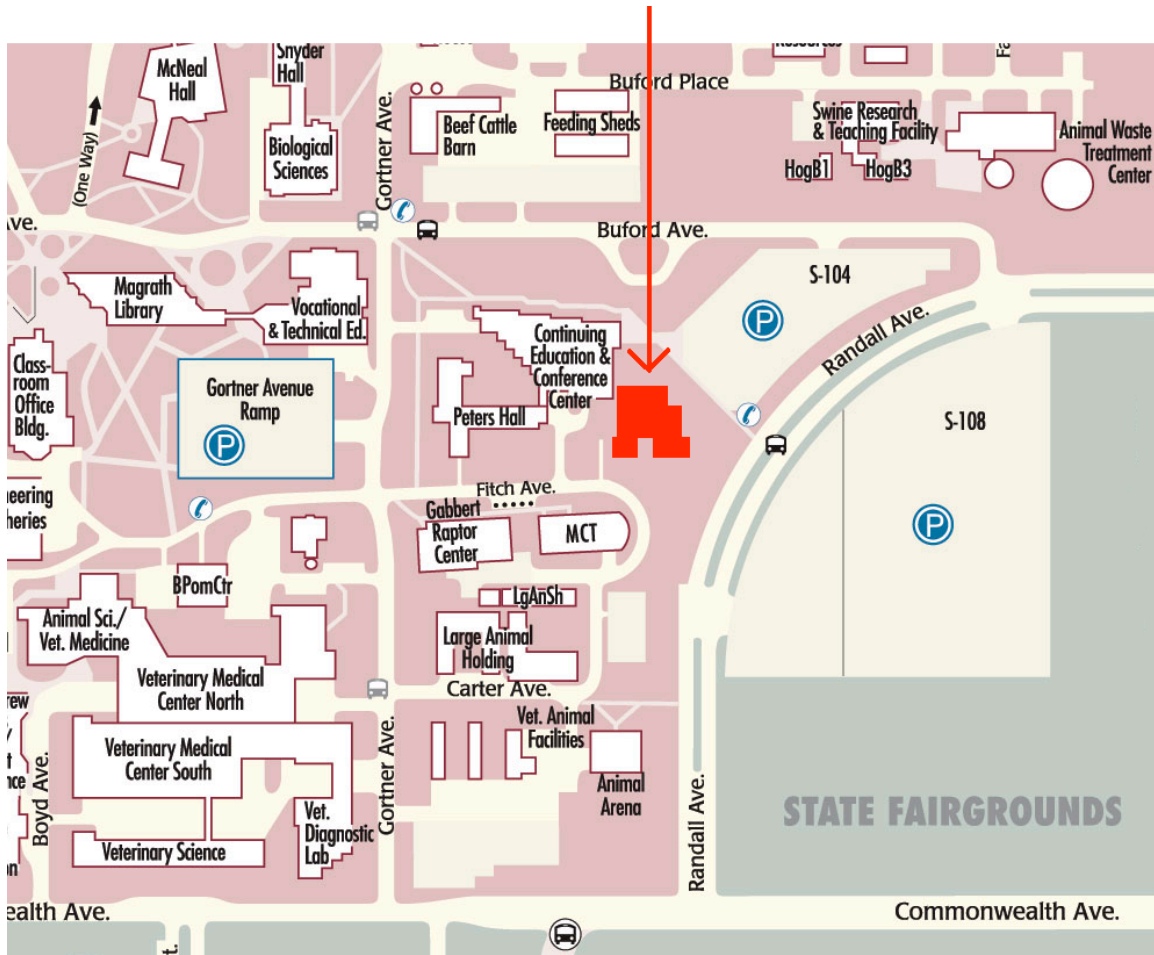 McNeal
Hall
Snyder
Hall
Biological
Sciences
(One Way)
Gortner Ave.
Beef Cattle
Barn
Buford Place
Feeding Sheds
Swine Research
& Teaching Facility
HogB1
HogB3
Animal Waste
Treatment
Center
Ave.
Buford Ave.
Magrath
Library
Vocational
& Technical Ed.
Class-
room
Office
Bldg.
Gortner Avenue
Ramp
P
Continuing
Education &
Conference
Center
Peters Hall
S-104
P
Randall Ave.
S-108
P
Fitch Ave.
Gabbert
Raptor
Center
MCT
BPomCtr
LgAnSh
Animal Sci./
Vet. Medicine
Large Animal
Holding
Veterinary Medical
Center North
Carter Ave.
Vet. Animal
Facilities
Veterinary Medical
Center South
Gortner Ave.
Boyd Ave.
Animal
Arena
Randall Ave.
STATE FAIRGROUNDS
Vet.
Diagnostic
Lab
Veterinary Science
ealth Ave.
Commonwealth Ave.